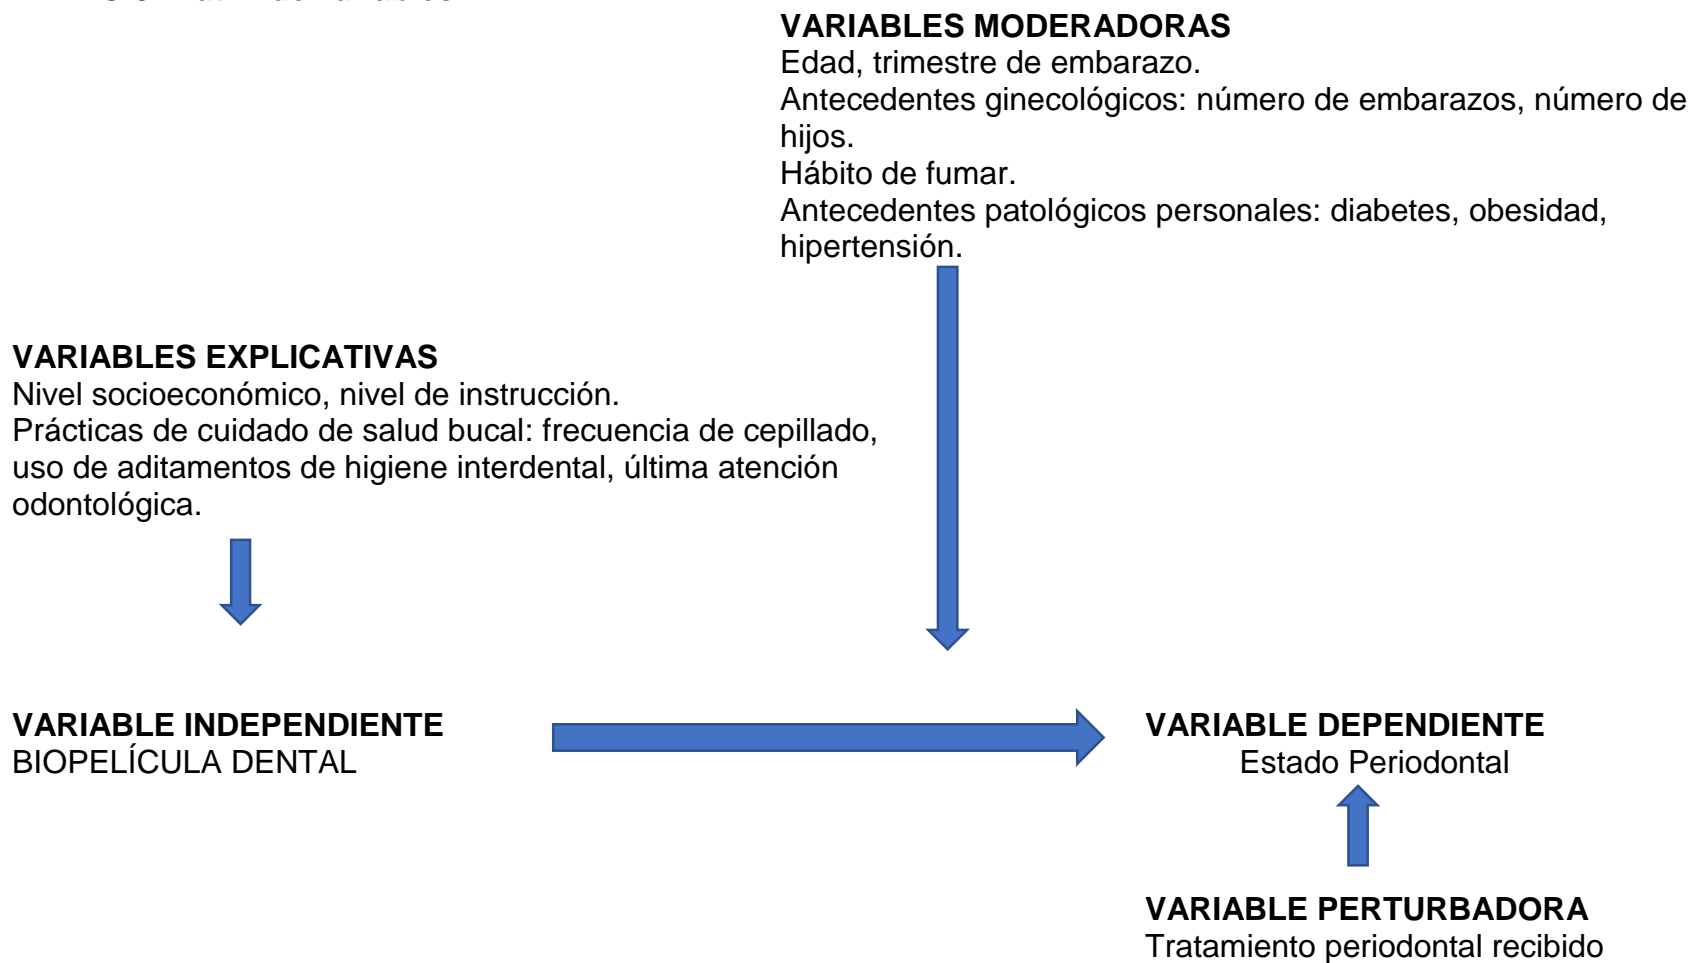 VARIABLES MODERADORAS
Edad, trimestre de embarazo.
Antecedentes ginecológicos: número de embarazos, número de
hijos.
Hábito de fumar.
Antecedentes patológicos personales: diabetes, obesidad,
hipertensión.
VARIABLES EXPLICATIVAS
Nivel socioeconómico, nivel de instrucción.
Prácticas de cuidado de salud bucal: frecuencia de cepillado,
uso de aditamentos de higiene interdental, última atención
odontológica.
VARIABLE INDEPENDIENTE
BIOPELÍCULA DENTAL
VARIABLE DEPENDIENTE
Estado Periodontal
VARIABLE PERTURBADORA
Tratamiento periodontal recibido